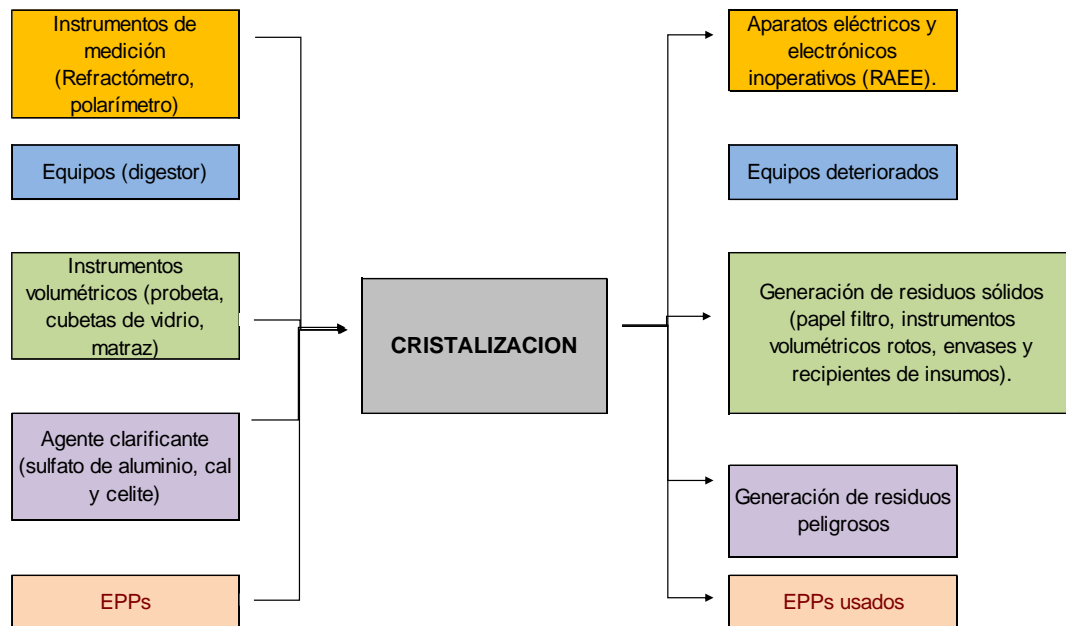 Instrumentos de
medición
(Refractómetro,
polarímetro)
Equipos (digestor)
Instrumentos
volumétricos (probeta,
cubetas de vidrio,
matraz)
Agente clarificante
(sulfato de aluminio, cal
y celite)
EPPs
CRISTALIZACION
Aparatos eléctricos y
electrónicos
inoperativos (RAEE).
Equipos deteriorados
Generación de residuos sólidos
(papel filtro, instrumentos
volumétricos rotos, envases y
recipientes de insumos).
Generación de residuos
peligrosos
EPPs usados